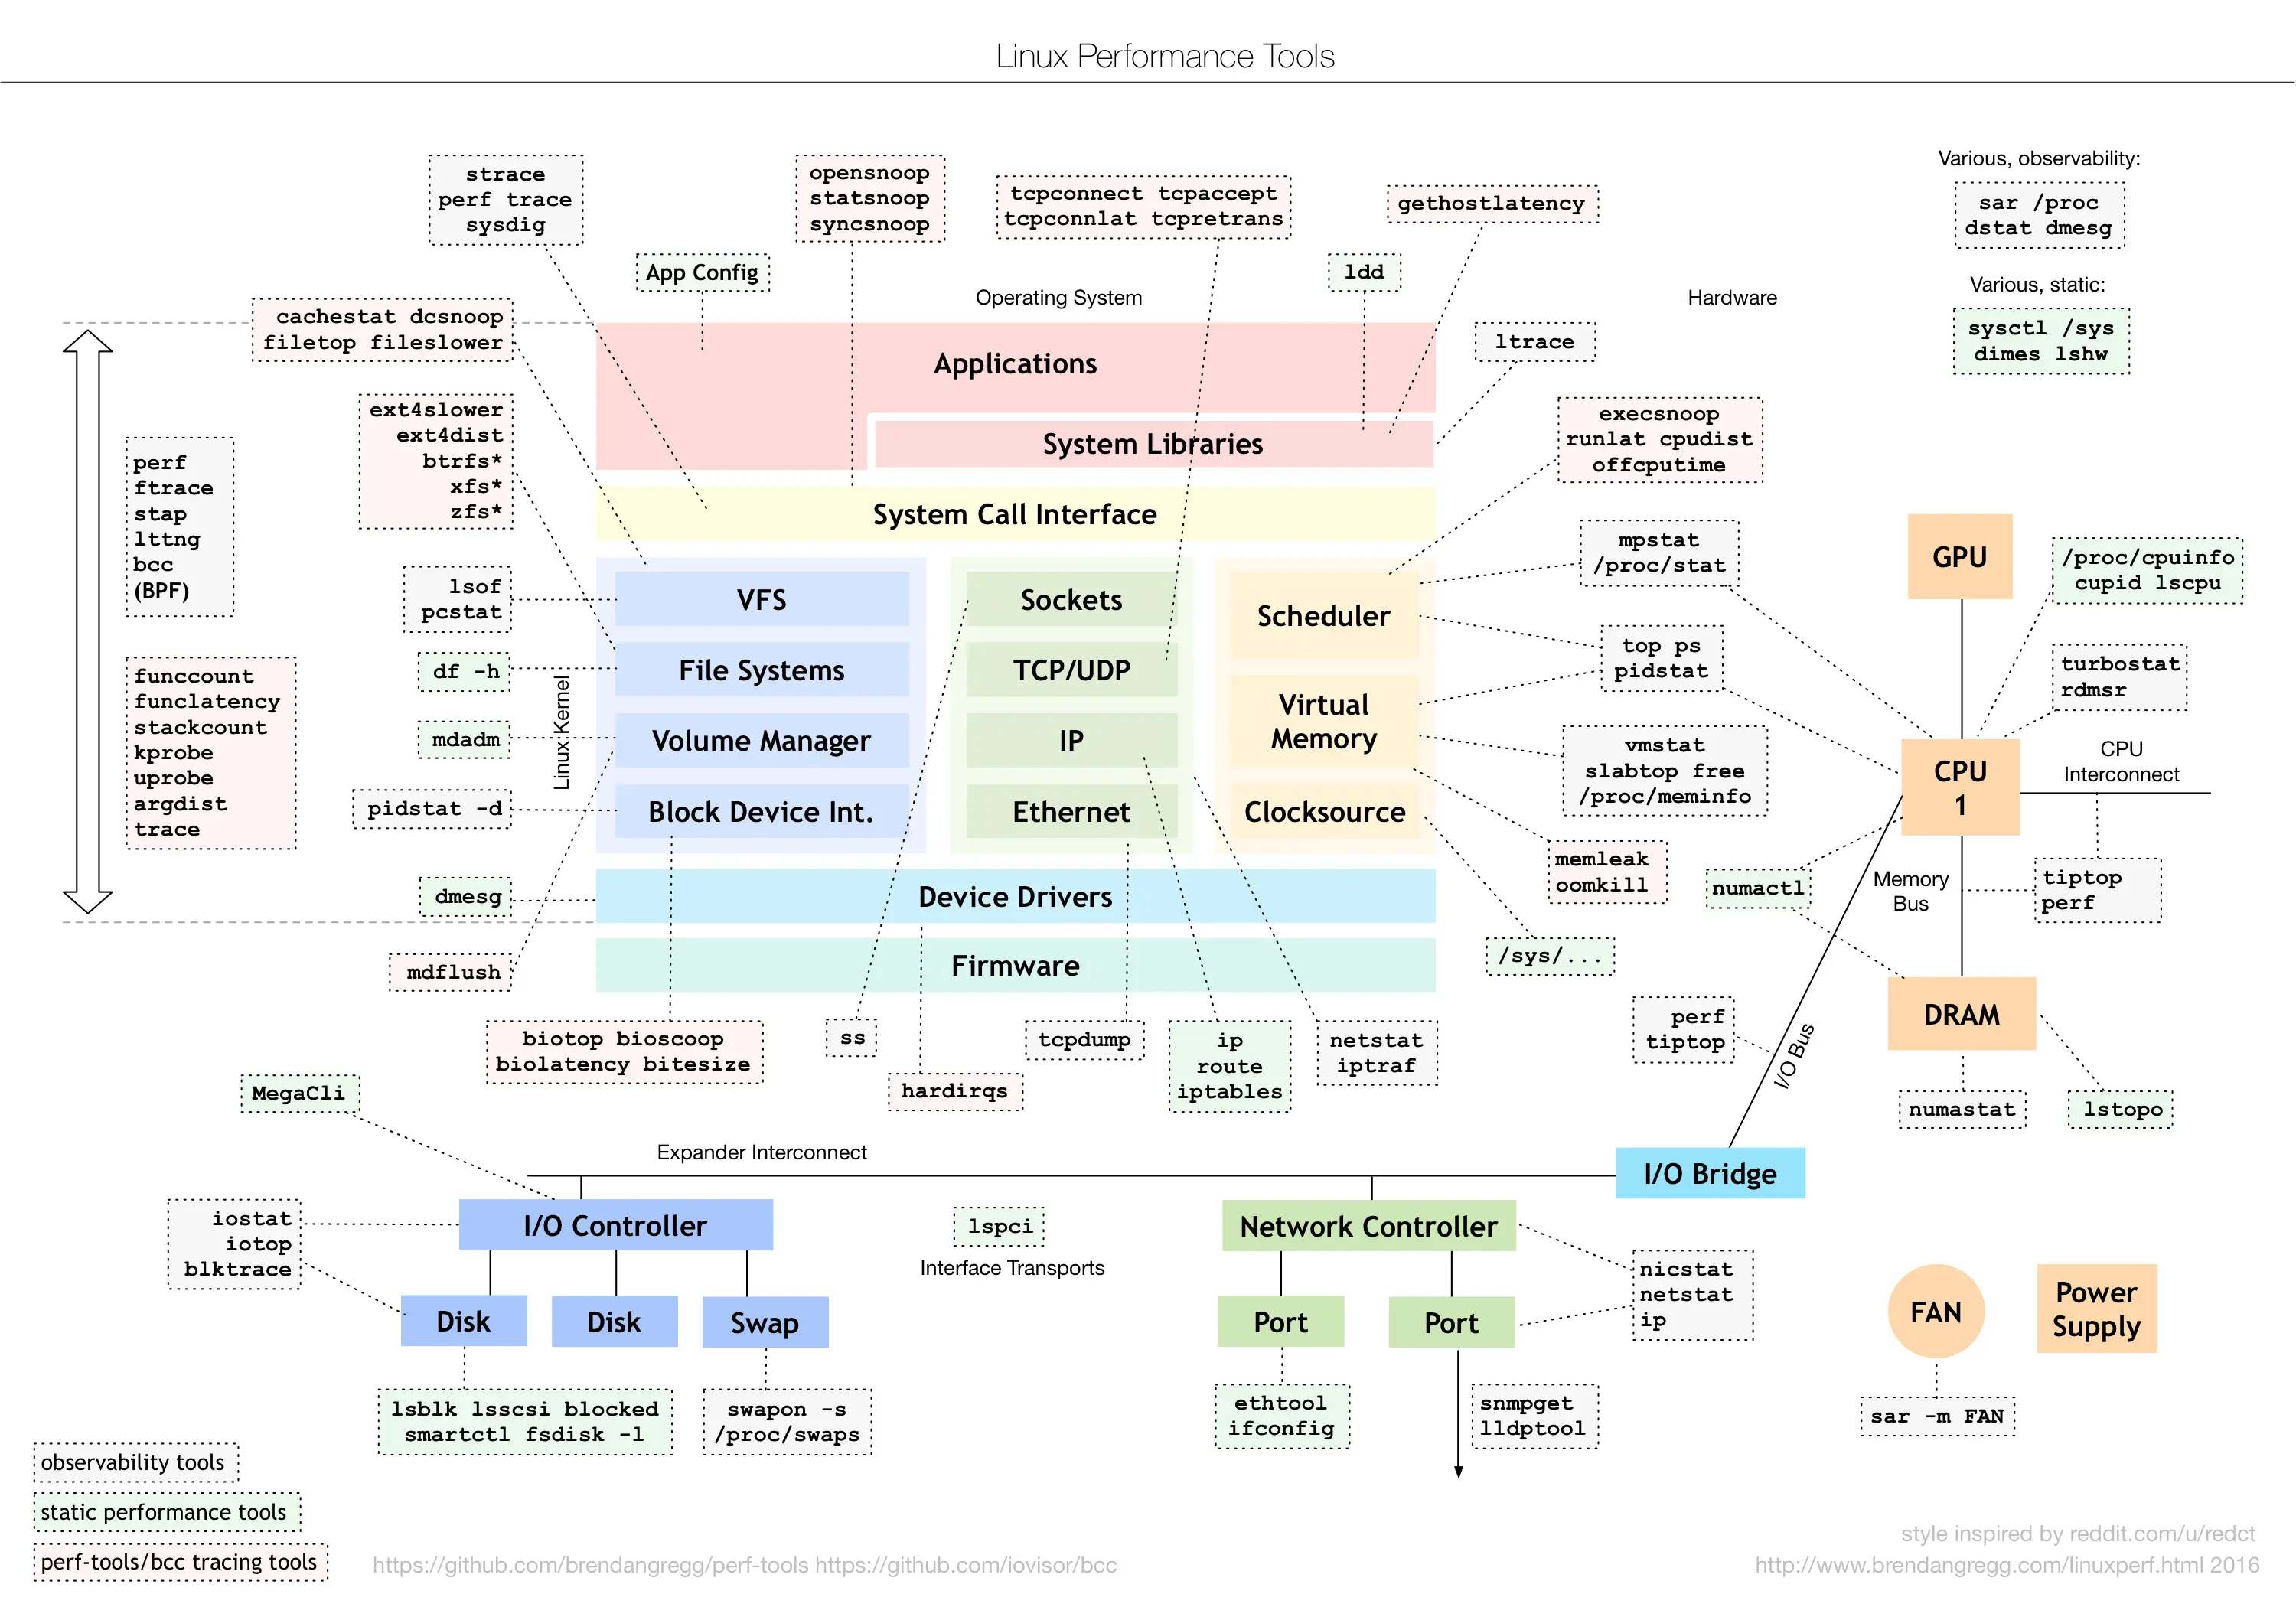 Linux Performance Tools
strace
perf trace
sysdig
opensnoop
statsnoop
syncsnoop
tcpconnect tcpaccept
tcpconnlat tcpretrans
gethostlatency
Various, observability:
sar /proc
dstat dmesg
App Config
ldd
Operating System
Hardware
Various, static:
sysctl /sys
dimes lshw
cachestat dcsnoop
filetop fileslower
ltrace
Applications
System Libraries
System Call Interface
ext4slower
ext4dist
btrfs*
xfs*
zfs*
execsnoop
runlat cpudist
offcputime
perf
ftrace
stap
lttng
bcc
(BPF)
funccount
funclatency
stackcount
kprobe
uprobe
argdist
trace
lsof
pcstat
df -h
mdadm
pidstat -d
dmesg
mdflush
Linux Kernel
VFS
File Systems
Volume Manager
Block Device Int.
Sockets
TCP/UDP
IP
Ethernet
Scheduler
Virtual
Memory
Clocksource
Device Drivers
Firmware
mpstat
/proc/stat
top ps
pidstat
vmstat
slabtop free
/proc/meminfo
memleak
oomkill
/sys/...
GPU
/proc/cpuinfo
cupid lscpu
turbostat
rdmsr
CPU
1
CPU
Interconnect
numactl
Memory
Bus
tiptop
perf
DRAM
perf
tiptop
I/O Bus
numastat
lstopo
biotop bioscoop
biolatency bitesize
ss
hardirqs
tcpdump
ip
route
iptables
netstat
iptraf
MegaCli
Expander Interconnect
I/O Bridge
iostat
iotop
blktrace
I/O Controller
lspci
Interface Transports
Network Controller
nicstat
netstat
ip
Disk
Disk
Swap
Port
Port
FAN
Power
Supply
lsblk lsscsi blocked
smartctl fsdisk -l
swapon -s
/proc/swaps
ethtool
ifconfig
snmpget
lldptool
sar -m FAN
observability tools
static performance tools
perf-tools/bcc tracing tools
https://github.com/brendangregg/perf-tools https://github.com/iovisor/bcc
style inspired by reddit.com/u/redct
http://www.brendangregg.com/linuxperf.html 2016